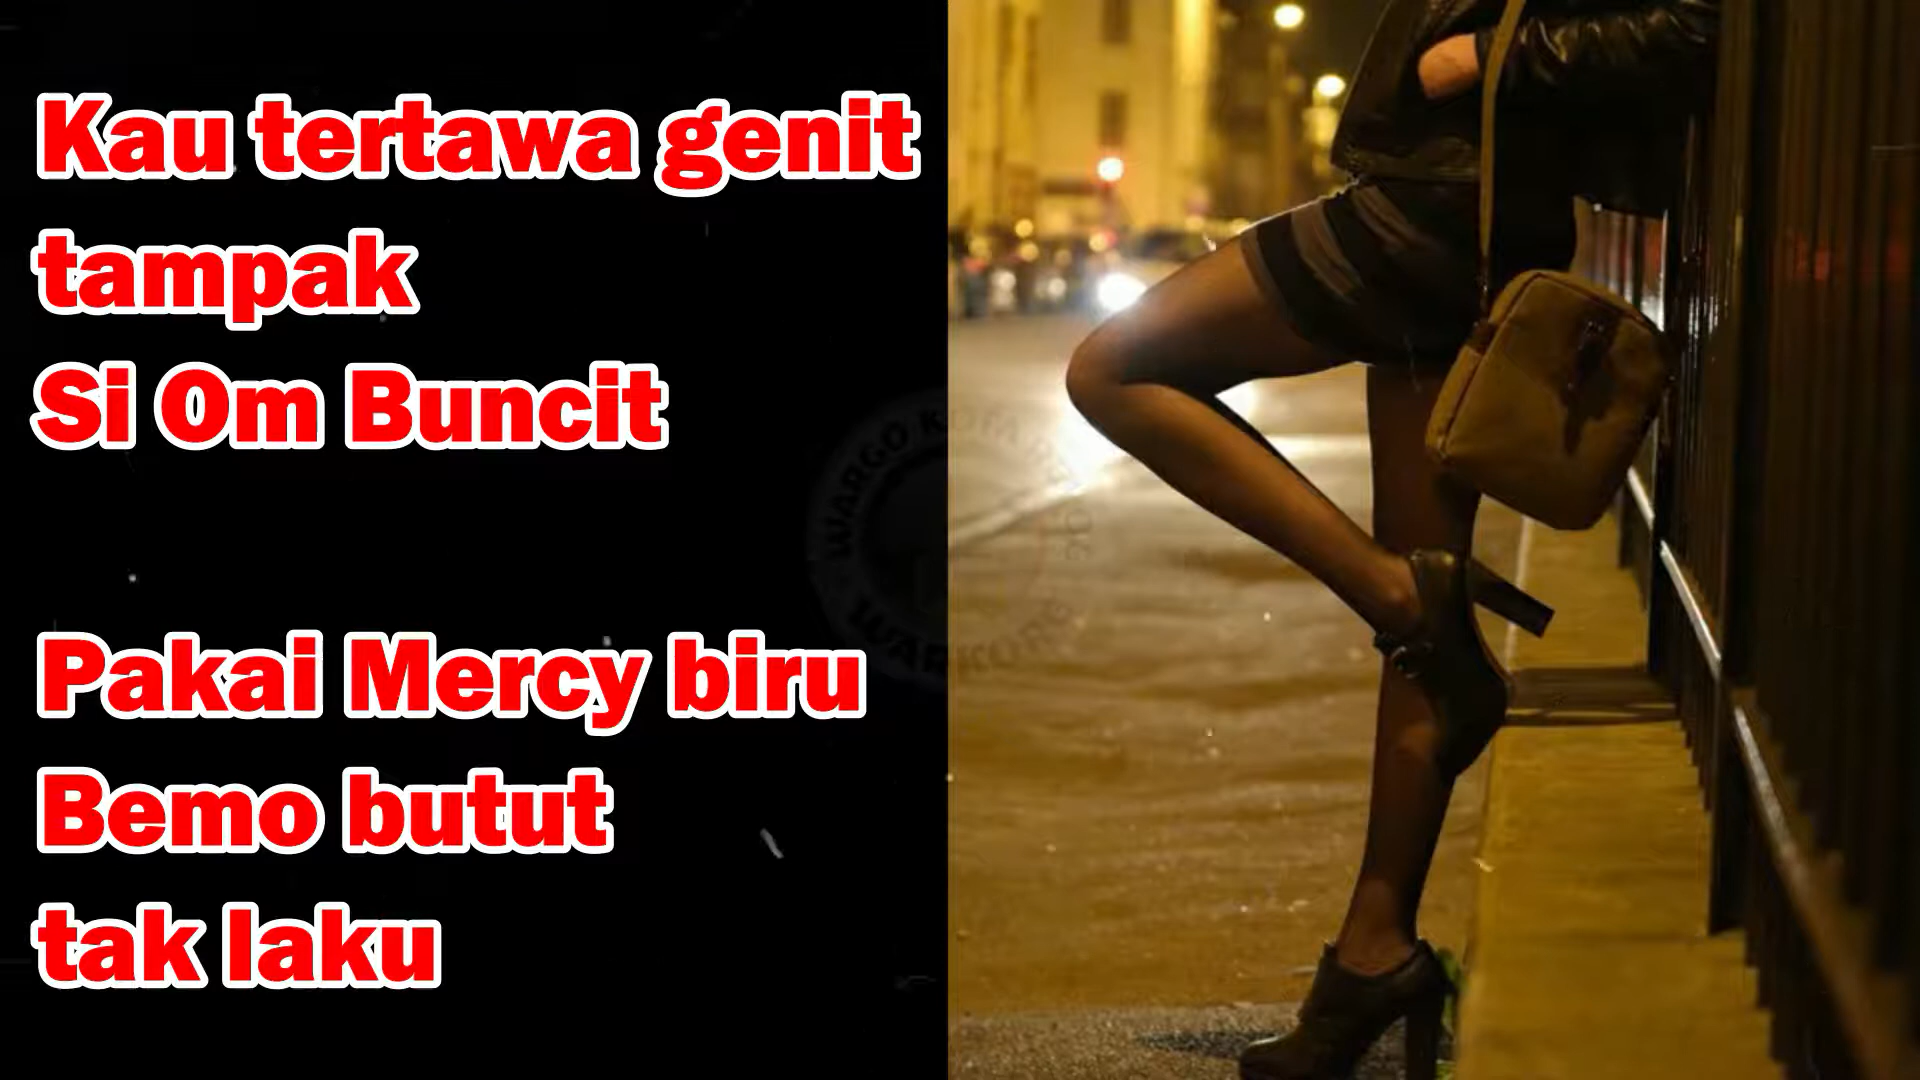 Kau tertawa genit
tampak
Si Om Buncit
Pakai Mercy biru
Bemo butut
tak laku